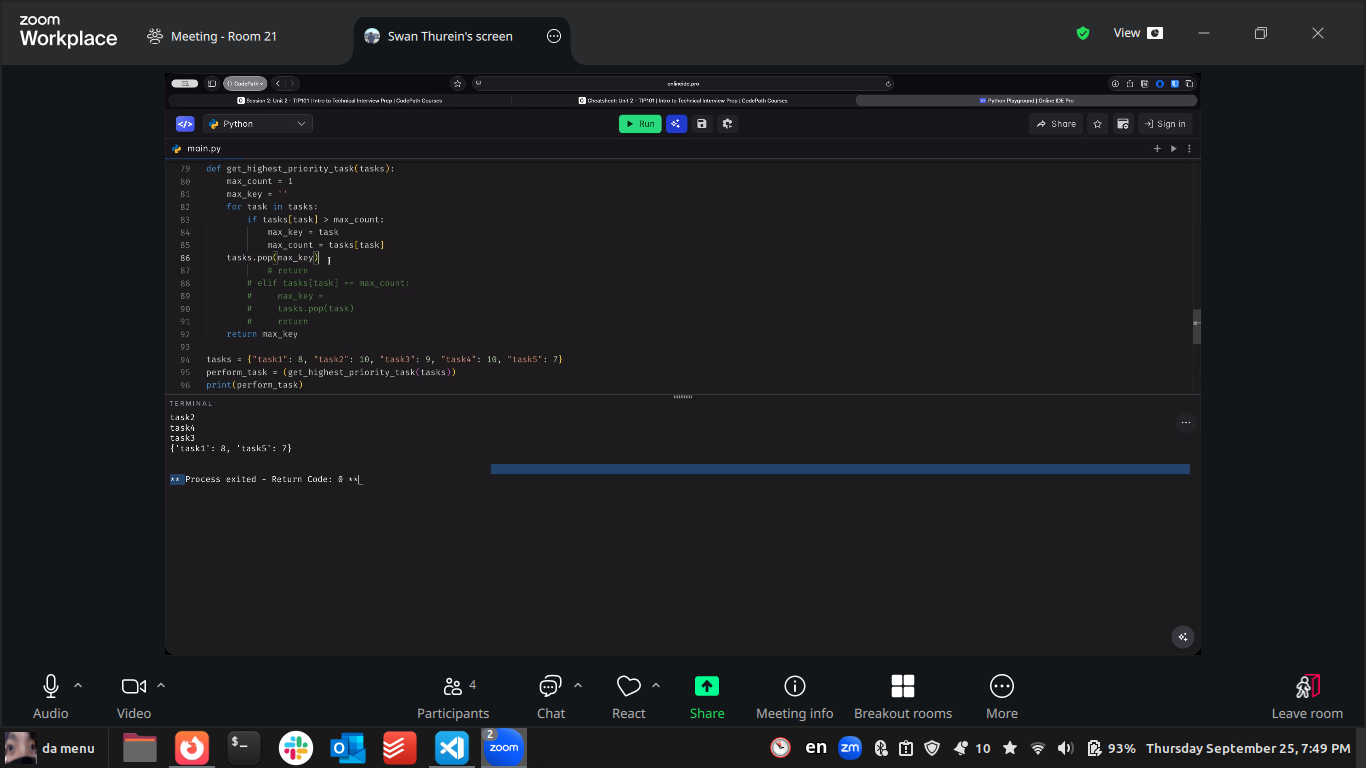 zoom
Workplace
Meeting - Room 21
Swan Thurein's screen
View
CodePath
onlineide.pro
Session 2: Unit 2 - TIP101 | Intro to Technical Interview Prep | CodePath Courses
Cheatsheet: Unit 2 - TIP101 | Intro to Technical Interview Prep | CodePath Courses
Python Playground | Online IDE Pro
</>
Python
Run
Share
Sign in
main.py
79 def get_highest_priority_task(tasks):
80 max_count = 1
81 max_key = ''
82 for task in tasks:
83 if tasks[task] > max_count:
84 max_key = task
85 max_count = tasks[task]
86 tasks.pop(max_key)
87 # return
88 # elif tasks[task] == max_count:
89 # max_key =
90 # tasks.pop(task)
91 # return
92 return max_key
93
94 tasks = {"task1": 8, "task2": 10, "task3": 9, "task4": 10, "task5": 7}
95 perform_task = (get_highest_priority_task(tasks))
96 print(perform_task)
TERMINAL
task2
task4
task3
{'task1': 8, 'task5': 7}
** Process exited - Return Code: 0 **
Audio
Video
4
Participants
Chat
React
Share
Meeting info
Breakout rooms
More
Leave room
da menu
2
zoom
en
zm
10
93%
Thursday September 25, 7:49 PM